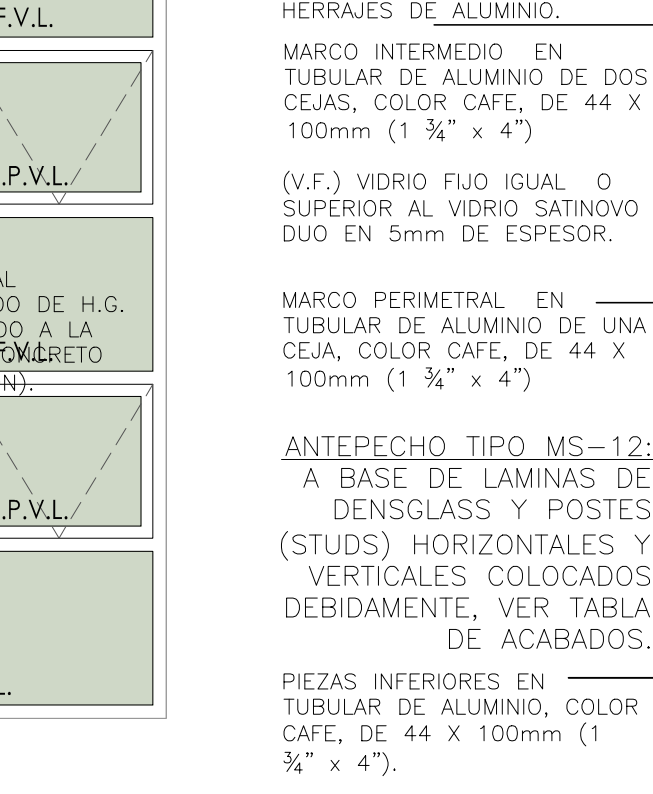 F.V.L.
.P.V.L.
AL
DO DE H.G.
DO A LA
F.V.L.
CONCRETO
N).
.P.V.L.
L.
HERRAJES DE ALUMINIO.
MARCO INTERMEDIO EN
TUBULAR DE ALUMINIO DE DOS
CEJAS, COLOR CAFE, DE 44 X
100mm (1 ¾” x 4”)
(V.F.) VIDRIO FIJO IGUAL O
SUPERIOR AL VIDRIO SATINOVO
DUO EN 5mm DE ESPESOR.
MARCO PERIMETRAL EN
TUBULAR DE ALUMINIO DE UNA
CEJA, COLOR CAFE, DE 44 X
100mm (1 ¾” x 4”)
ANTEPECHO TIPO MS-12:
A BASE DE LAMINAS DE
DENSGLASS Y POSTES
(STUDS) HORIZONTALES Y
VERTICALES COLOCADOS
DEBIDAMENTE, VER TABLA
DE ACABADOS.
PIEZAS INFERIORES EN
TUBULAR DE ALUMINIO, COLOR
CAFE, DE 44 X 100mm (1
¾” x 4”).